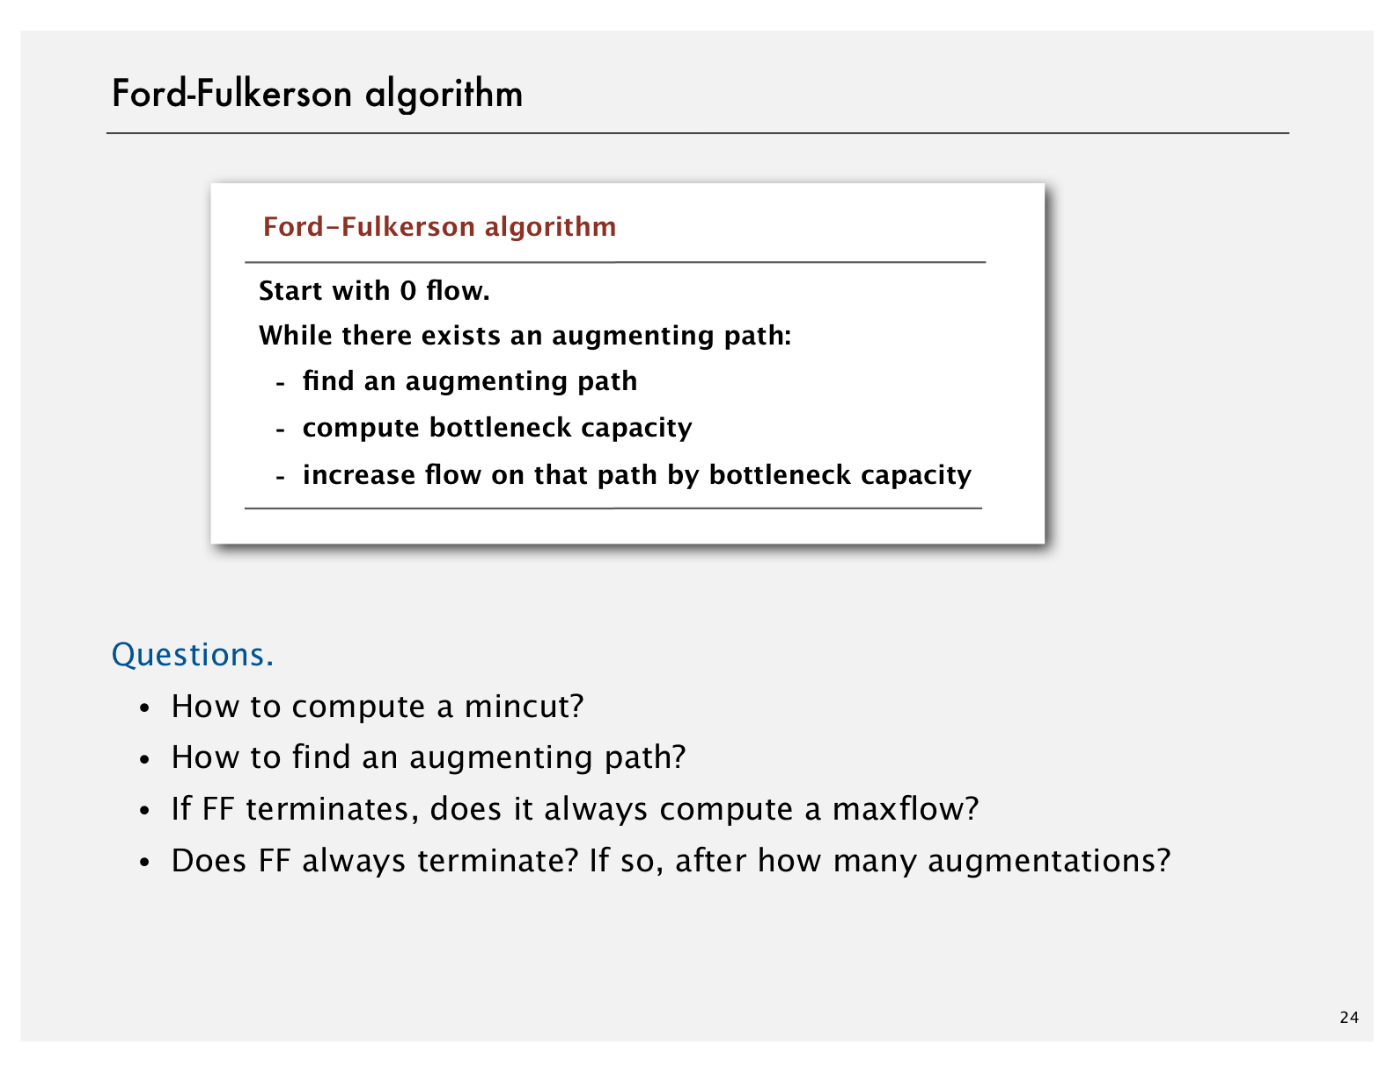 Ford-Fulkerson algorithm
Ford–Fulkerson algorithm
Start with 0 flow.
While there exists an augmenting path:
- find an augmenting path
- compute bottleneck capacity
- increase flow on that path by bottleneck capacity
Questions.
• How to compute a mincut?
• How to find an augmenting path?
• If FF terminates, does it always compute a maxflow?
• Does FF always terminate? If so, after how many augmentations?
24